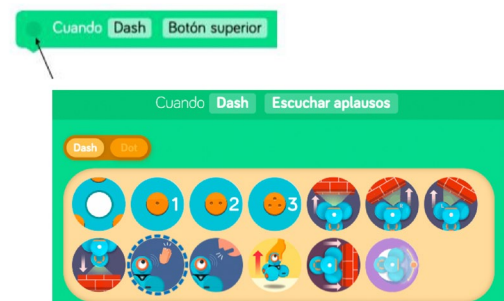 Cuando Dash Botón superior
Cuando Dash Escuchar aplausos
Dash Dot
1 2 3